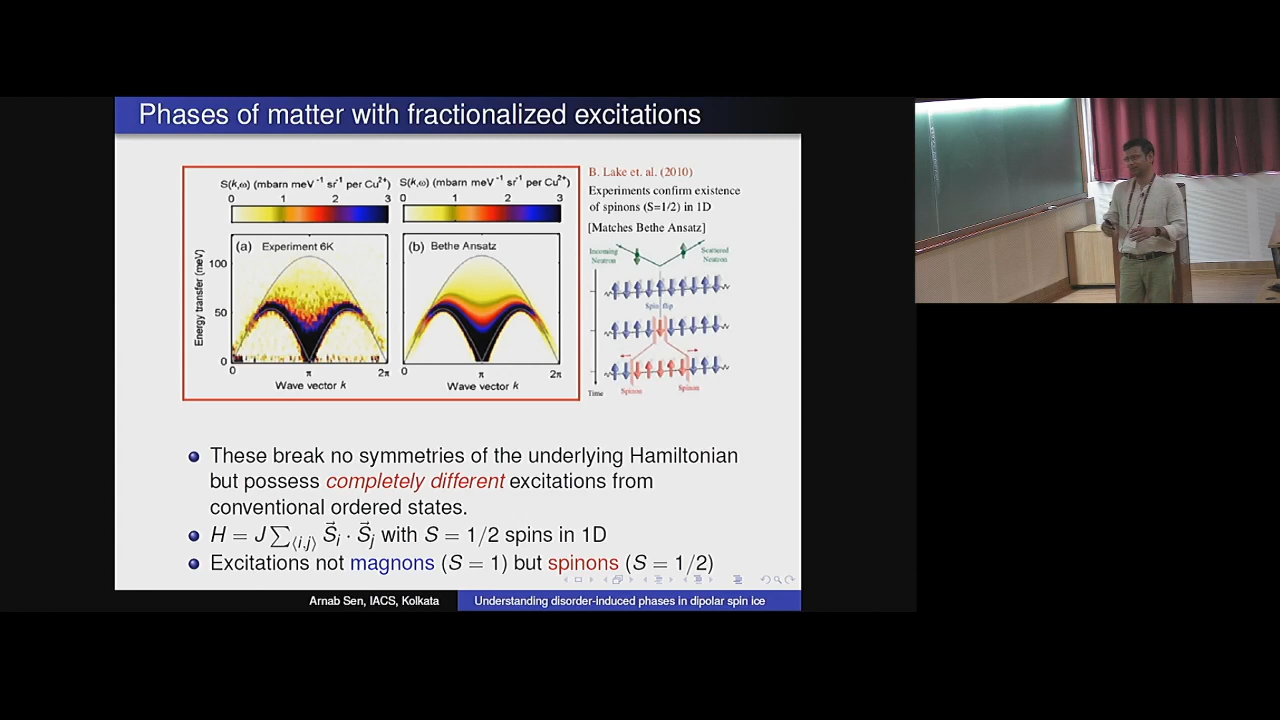 Phases of matter with fractionalized excitations
S(k,ω) (mbarn meV⁻¹ sr⁻¹ per Cu²⁺)
0 1 2 3
S(k,ω) (mbarn meV⁻¹ sr⁻¹ per Cu²⁺)
0 1 2 3
(a) Experiment 6K
(b) Bethe Ansatz
Energy transfer (meV)
100
50
0
0 π 2π
Wave vector k
0 π 2π
Wave vector k
B. Lake et. al. (2010)
Experiments confirm existence
of spinons (S=1/2) in 1D
[Matches Bethe Ansatz]
Incoming
Neutron
Scattered
Neutron
Spin flip
Spinon
Spinon
Time
These break no symmetries of the underlying Hamiltonian
but possess completely different excitations from
conventional ordered states.
H = J∑⟨i,j⟩ S⃗i · S⃗j with S = 1/2 spins in 1D
Excitations not magnons (S = 1) but spinons (S = 1/2)
Arnab Sen, IACS, Kolkata
Understanding disorder-induced phases in dipolar spin ice